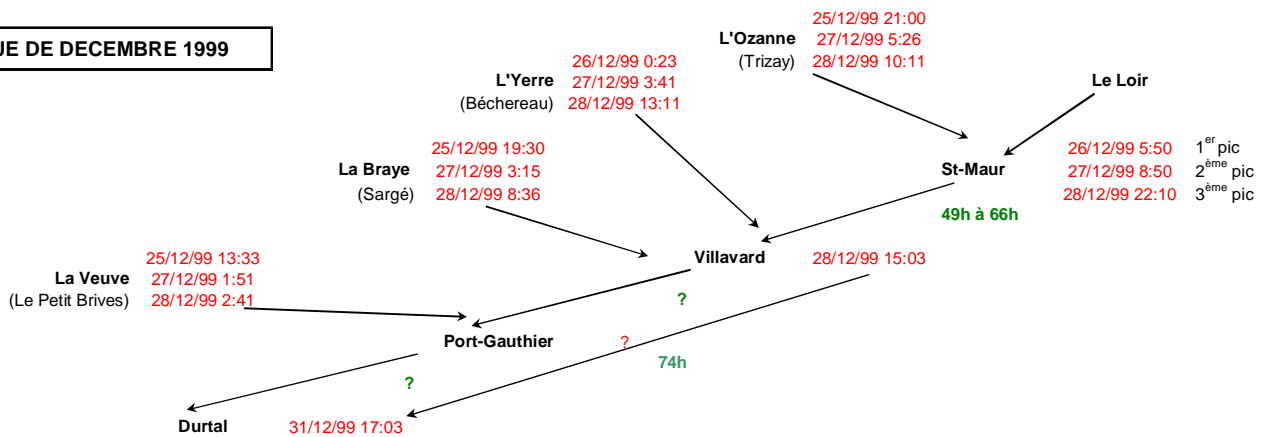 UE DE DECEMBRE 1999
25/12/99 21:00
L'Ozanne 27/12/99 5:26
(Trizay) 28/12/99 10:11
26/12/99 0:23
L'Yerre 27/12/99 3:41
(Béchereau) 28/12/99 13:11
Le Loir
25/12/99 19:30
La Braye 27/12/99 3:15
(Sargé) 28/12/99 8:36
St-Maur
26/12/99 5:50 1er pic
27/12/99 8:50 2ème pic
28/12/99 22:10 3ème pic
49h à 66h
25/12/99 13:33
La Veuve 27/12/99 1:51
(Le Petit Brives) 28/12/99 2:41
Villavard 28/12/99 15:03
?
Port-Gauthier
?
74h
?
Durtal 31/12/99 17:03